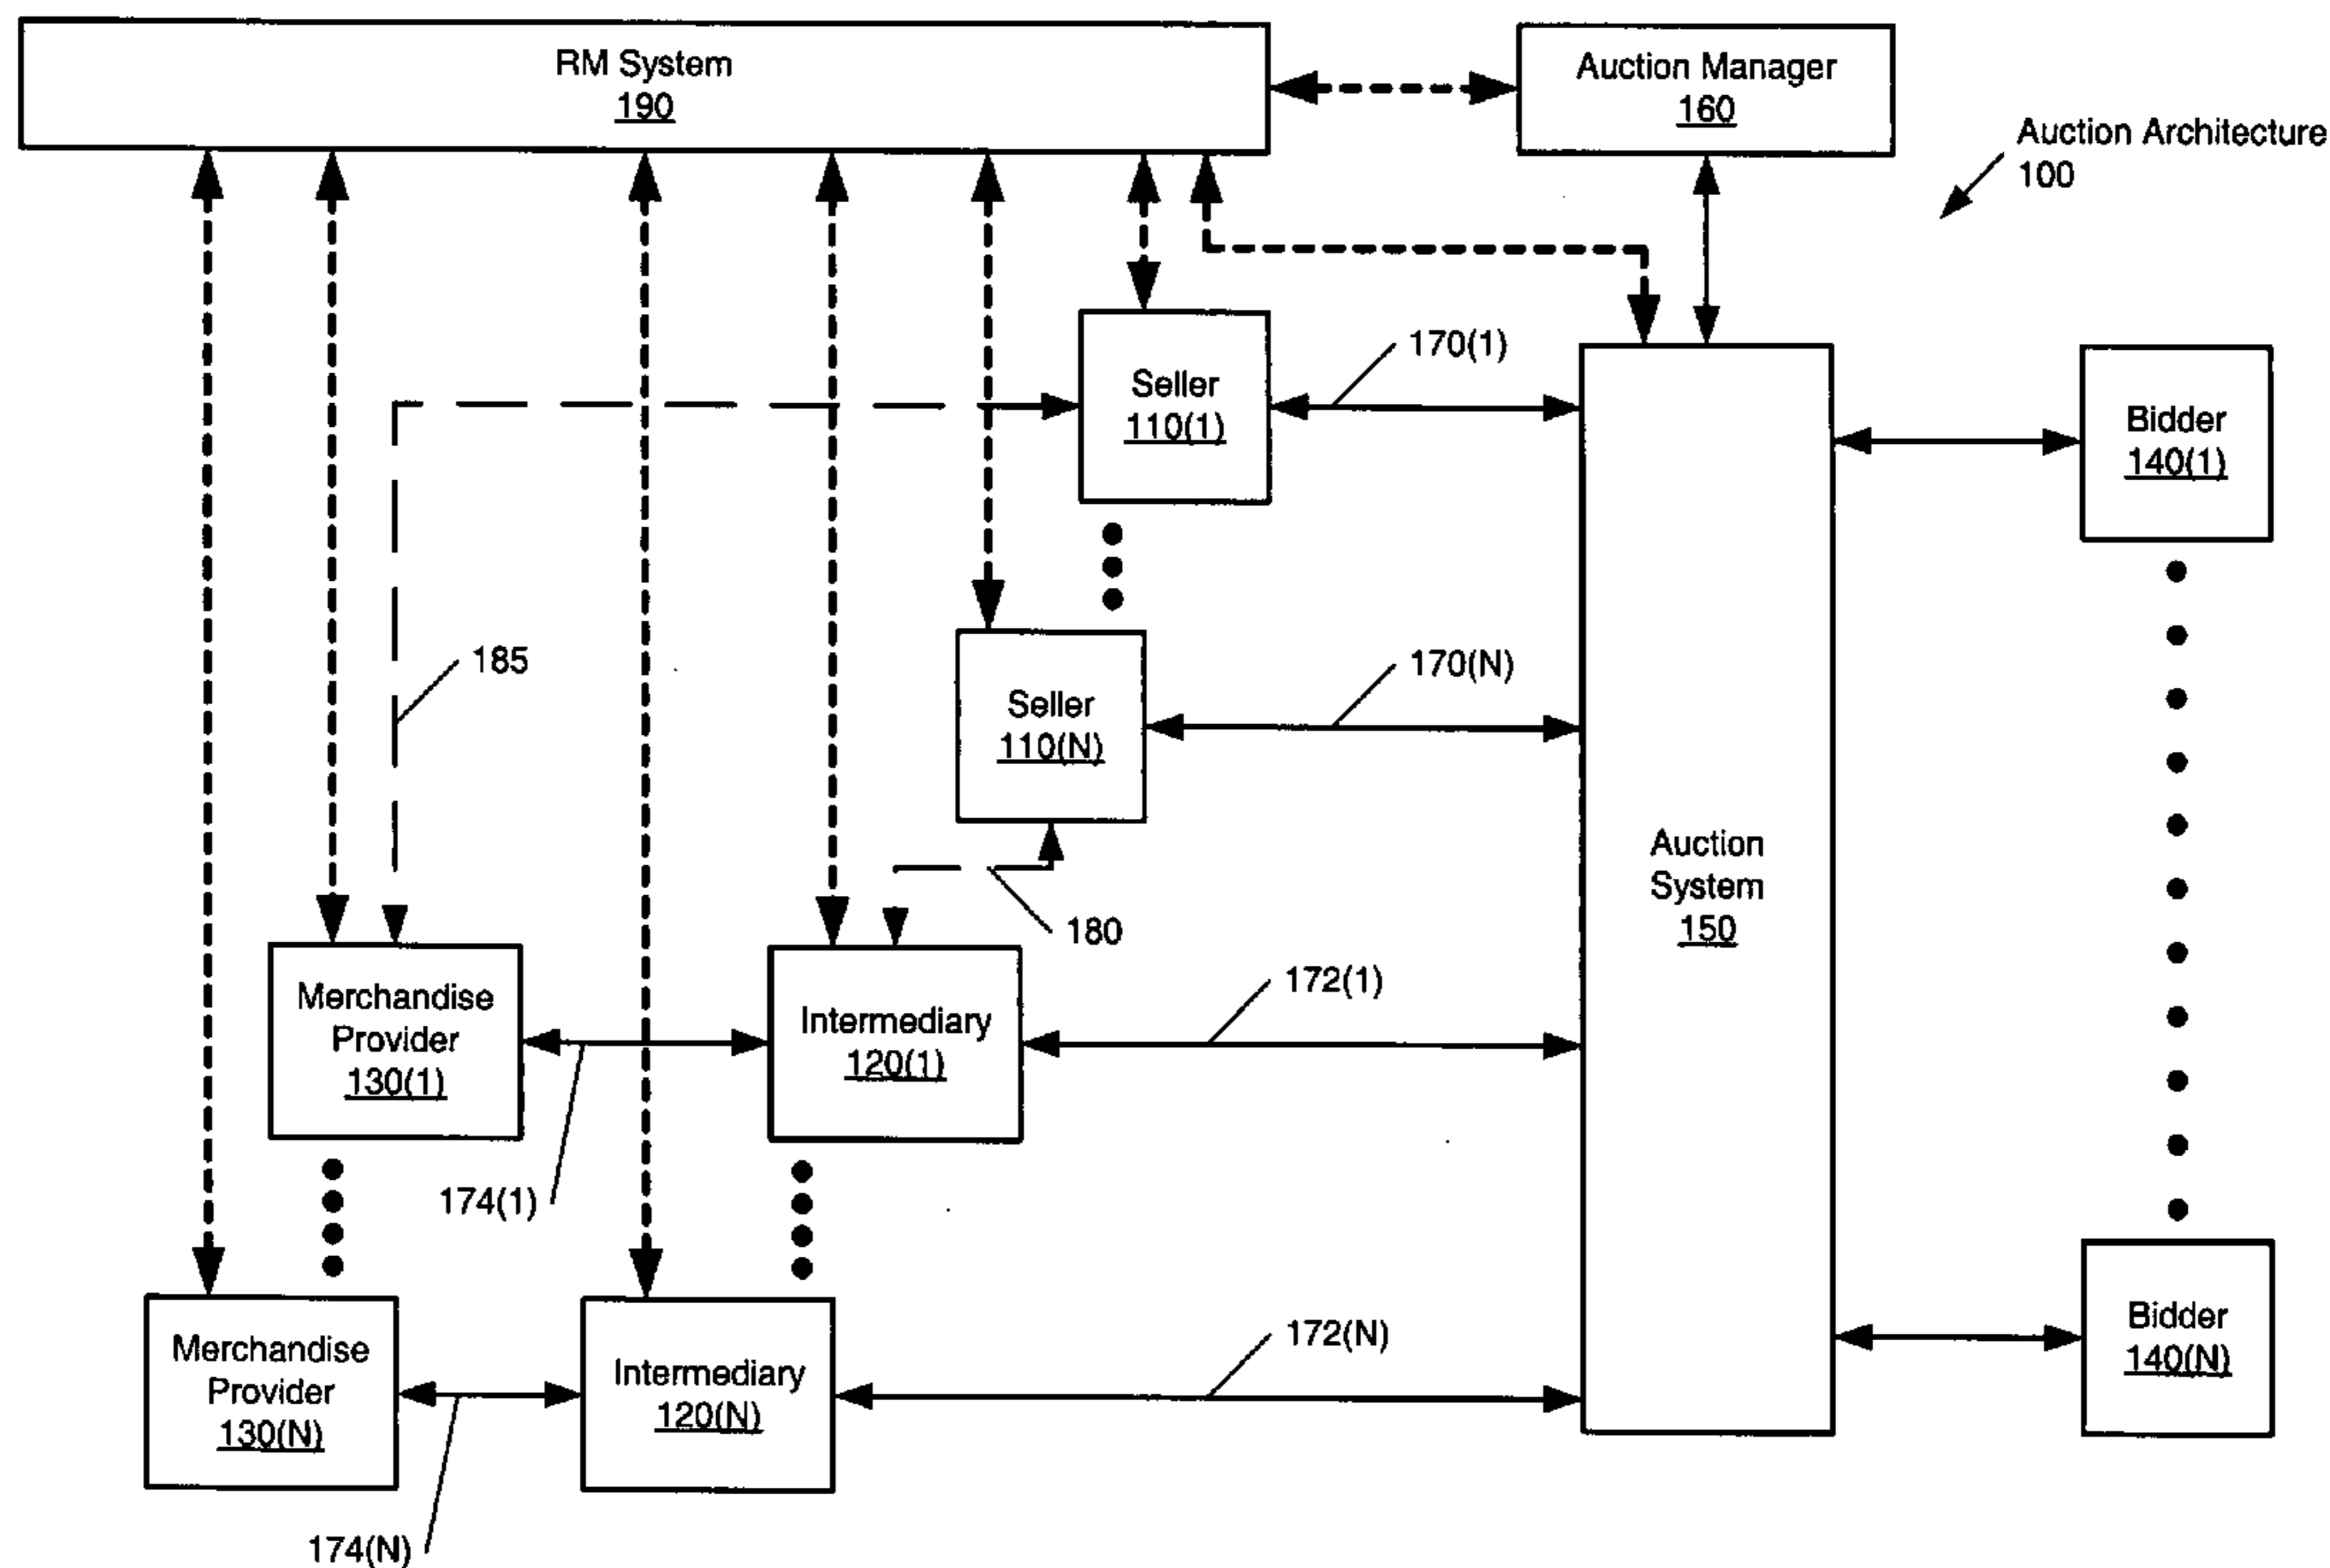 RM System
190
Auction Manager
160
Auction Architecture
100
Seller
110(1)
170(1)
Bidder
140(1)
185
Seller
110(N)
170(N)
Auction
System
150
180
Merchandise
Provider
130(1)
Intermediary
120(1)
172(1)
174(1)
Merchandise
Provider
130(N)
Intermediary
120(N)
172(N)
Bidder
140(N)
174(N)